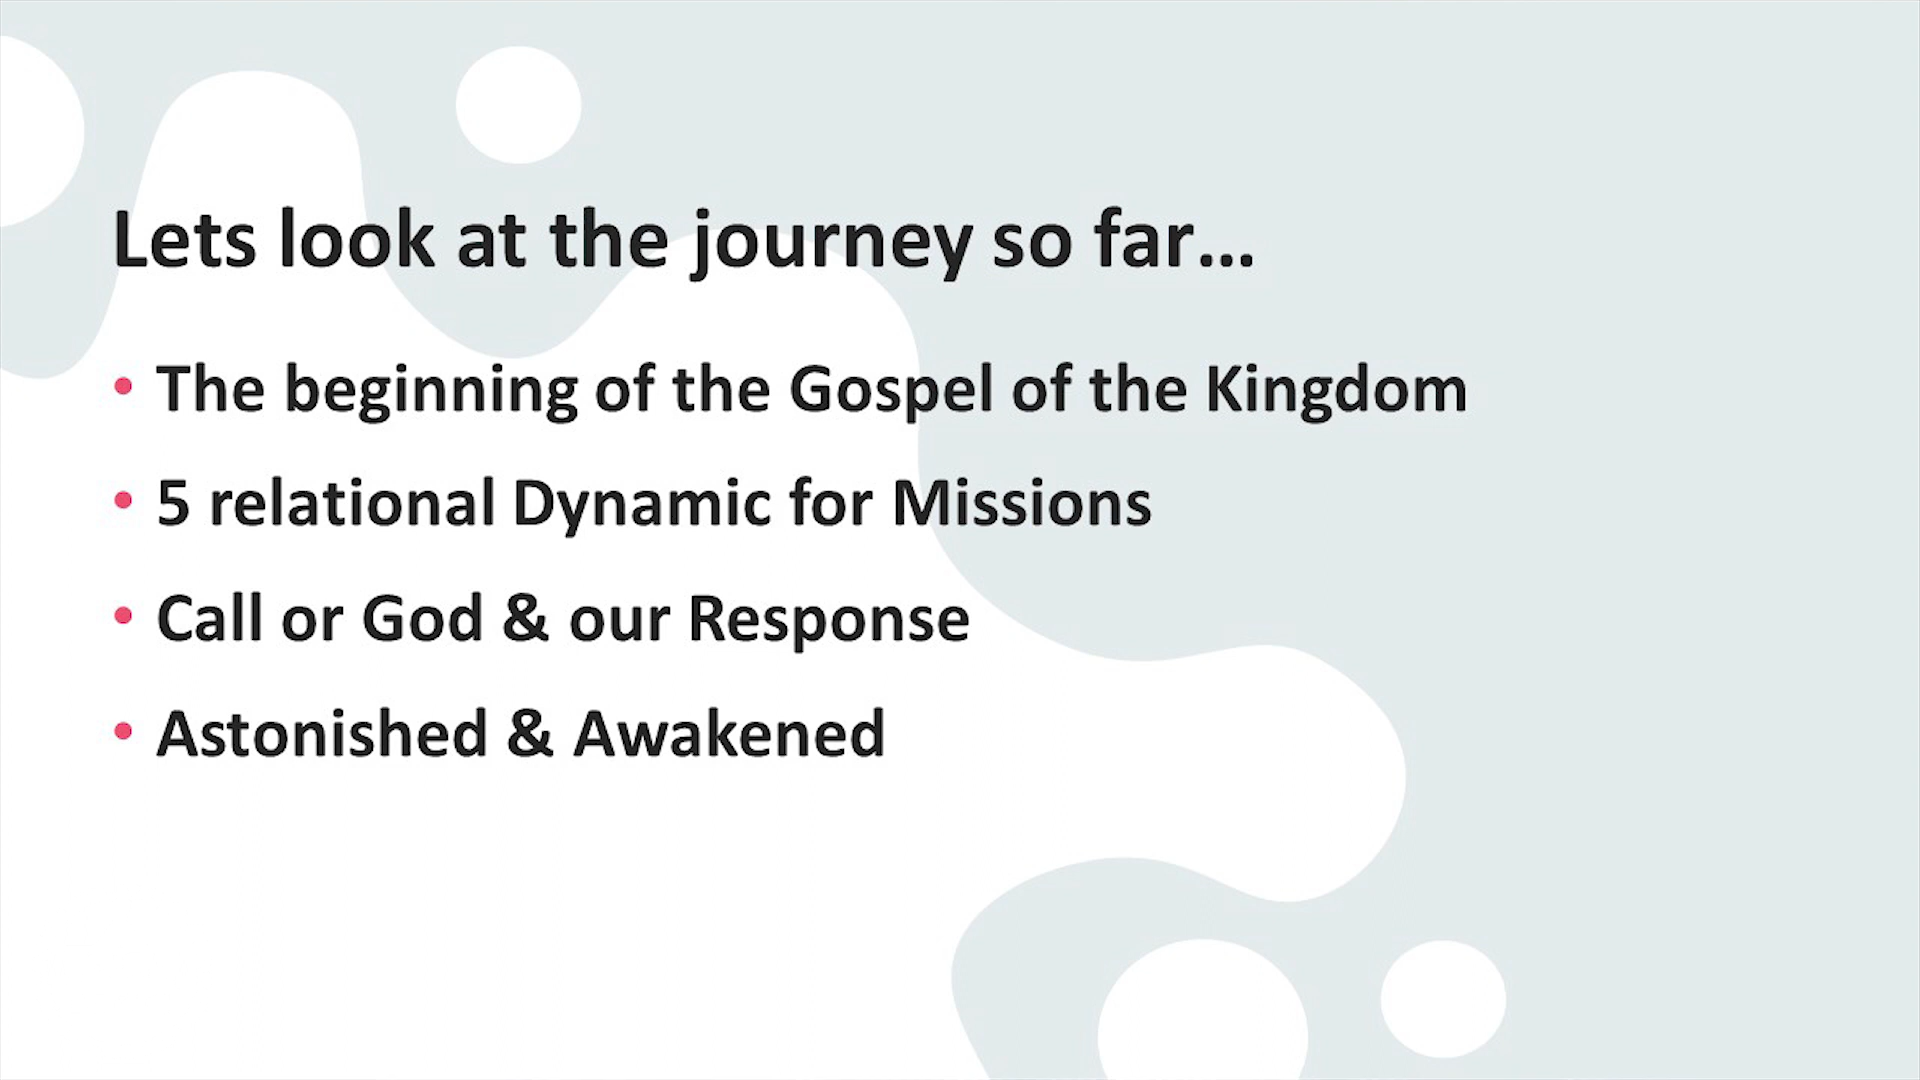 Lets look at the journey so far...
• The beginning of the Gospel of the Kingdom
• 5 relational Dynamic for Missions
• Call or God & our Response
• Astonished & Awakened